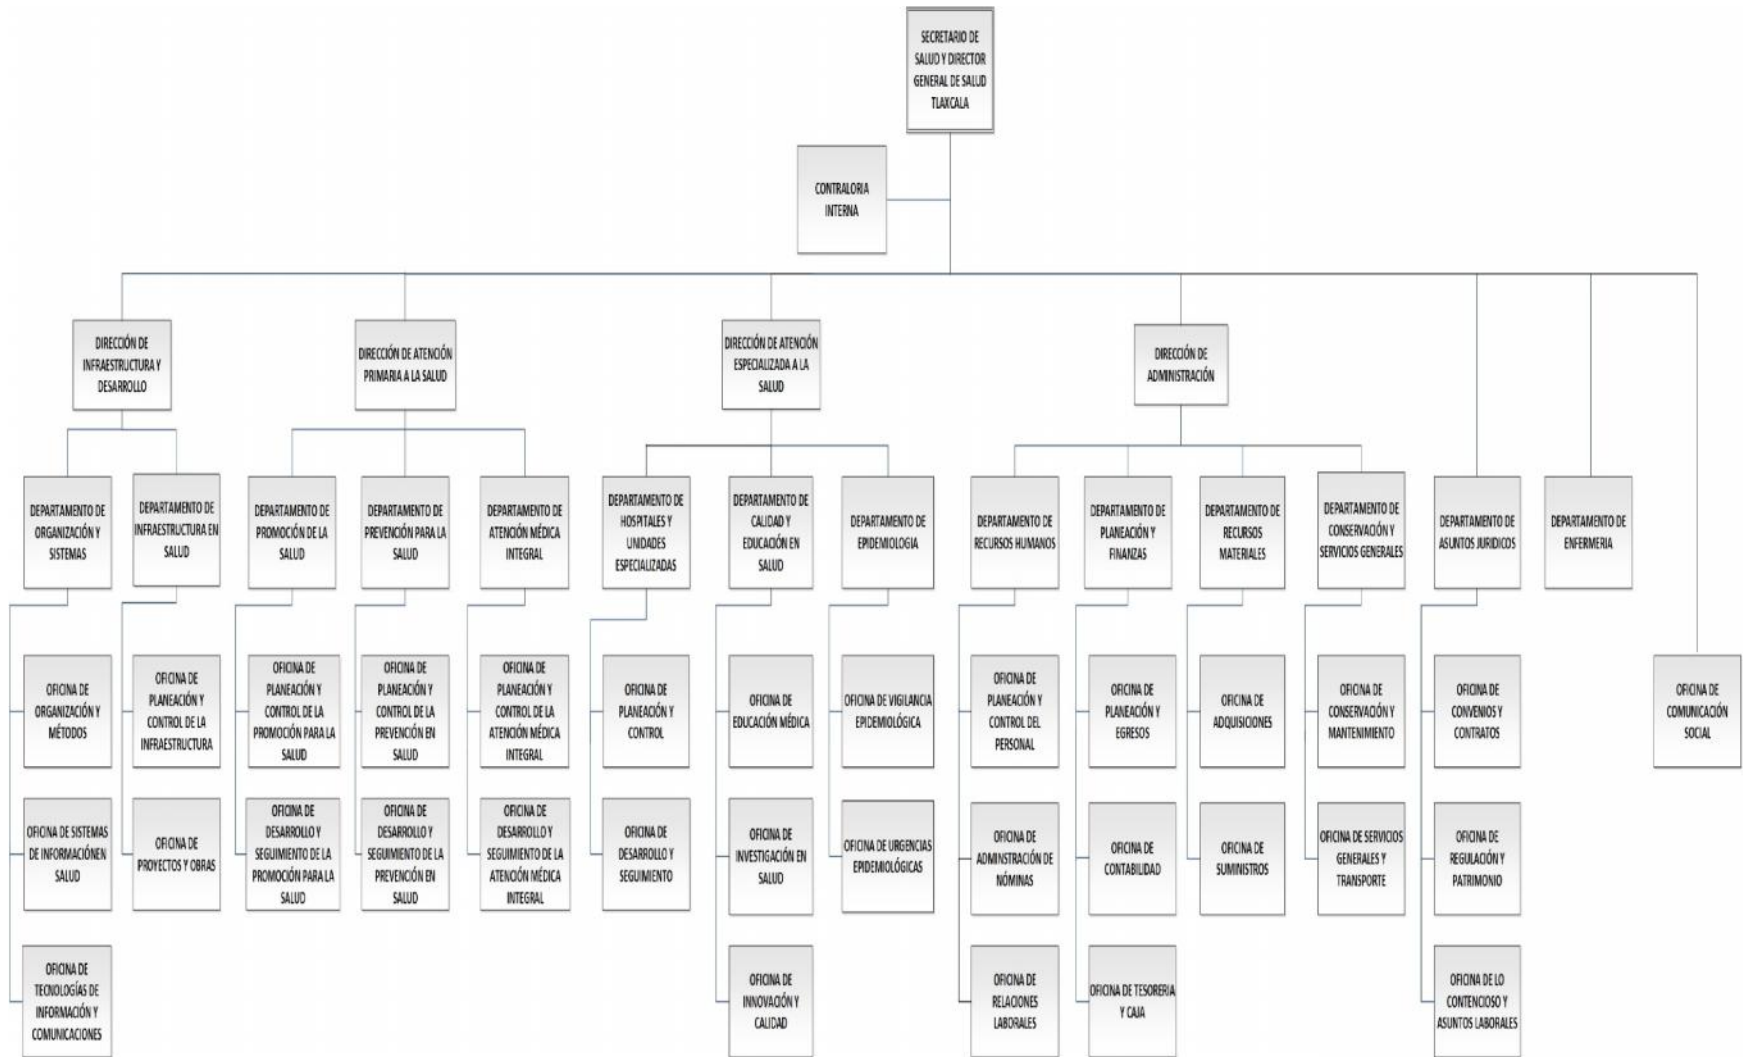 SECRETARIO DE
SALUD Y DIRECTOR
GENERAL DE SALUD
TLAXCALA
CONTRALORIA
INTERNA
DIRECCIÓN DE
INFRAESTRUCTURA Y
DESARROLLO
DIRECCIÓN DE ATENCIÓN
PRIMARIA A LA SALUD
DIRECCIÓN DE ATENCIÓN
ESPECIALIZADA A LA
SALUD
DIRECCIÓN DE
ADMINISTRACIÓN
DEPARTAMENTO DE
ORGANIZACIÓN Y
SISTEMAS
DEPARTAMENTO DE
INFRAESTRUCTURA EN
SALUD
DEPARTAMENTO DE
PROMOCIÓN DE LA
SALUD
DEPARTAMENTO DE
PREVENCIÓN PARA LA
SALUD
DEPARTAMENTO DE
ATENCIÓN MÉDICA
INTEGRAL
DEPARTAMENTO DE
HOSPITALES Y
UNIDADES
ESPECIALIZADAS
DEPARTAMENTO DE
CALIDAD Y
EDUCACIÓN EN
SALUD
DEPARTAMENTO DE
EPIDEMIOLOGIA
DEPARTAMENTO DE
RECURSOS HUMANOS
DEPARTAMENTO DE
PLANEACIÓN Y
FINANZAS
DEPARTAMENTO DE
RECURSOS
MATERIALES
DEPARTAMENTO DE
CONSERVACIÓN Y
SERVICIOS GENERALES
DEPARTAMENTO DE
ASUNTOS JURIDICOS
DEPARTAMENTO DE
ENFERMERIA
OFICINA DE
ORGANIZACIÓN Y
MÉTODOS
OFICINA DE
PLANEACIÓN Y
CONTROL DE LA
INFRAESTRUCTURA
OFICINA DE
PLANEACIÓN Y
CONTROL DE LA
PROMOCIÓN PARA LA
SALUD
OFICINA DE
PLANEACIÓN Y
CONTROL DE LA
PREVENCIÓN EN
SALUD
OFICINA DE
PLANEACIÓN Y
CONTROL DE LA
ATENCIÓN MÉDICA
INTEGRAL
OFICINA DE
PLANEACIÓN Y
CONTROL
OFICINA DE
EDUCACIÓN MÉDICA
OFICINA DE VIGILANCIA
EPIDEMIOLÓGICA
OFICINA DE
PLANEACIÓN Y
CONTROL DEL
PERSONAL
OFICINA DE
PLANEACIÓN Y
EGRESOS
OFICINA DE
ADQUISICIONES
OFICINA DE
CONSERVACIÓN Y
MANTENIMIENTO
OFICINA DE
CONVENIOS Y
CONTRATOS
OFICINA DE
COMUNICACIÓN
SOCIAL
OFICINA DE SISTEMAS
DE INFORMACIÓNEN
SALUD
OFICINA DE
PROYECTOS Y OBRAS
OFICINA DE
DESARROLLO Y
SEGUIMIENTO DE LA
PROMOCIÓN PARA LA
SALUD
OFICINA DE
DESARROLLO Y
SEGUIMIENTO DE LA
PREVENCIÓN EN
SALUD
OFICINA DE
DESARROLLO Y
SEGUIMIENTO DE LA
ATENCIÓN MÉDICA
INTEGRAL
OFICINA DE
DESARROLLO Y
SEGUIMIENTO
OFICINA DE
INVESTIGACIÓN EN
SALUD
OFICINA DE URGENCIAS
EPIDEMIOLÓGICAS
OFICINA DE
ADMINSTRACIÓN DE
NÓMINAS
OFICINA DE
CONTABILIDAD
OFICINA DE
SUMINISTROS
OFICINA DE SERVICIOS
GENERALES Y
TRANSPORTE
OFICINA DE
REGULACIÓN Y
PATRIMONIO
OFICINA DE
TECNOLOGÍAS DE
INFORMACIÓN Y
COMUNICACIONES
OFICINA DE
INNOVACIÓN Y
CALIDAD
OFICINA DE
RELACIONES
LABORALES
OFICINA DE TESORERIA
Y CAJA
OFICINA DE LO
CONTENCIOSO Y
ASUNTOS LABORALES